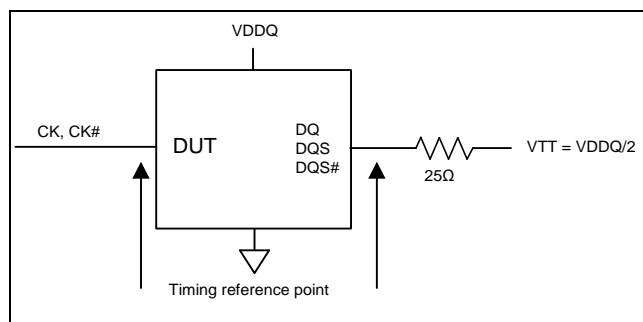 VDDQ
CK, CK#
DUT
DQ
DQS
DQS#
VTT = VDDQ/2
25Ω
Timing reference point